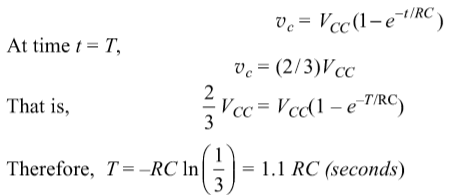 v_c = V_CC(1–e^–t/RC)
At time t = T,
v_c = (2/3)V_CC
That is, 2/3 V_CC = V_CC(1 – e^–T/RC)
Therefore, T = –RC ln(1/3) = 1.1 RC (seconds)